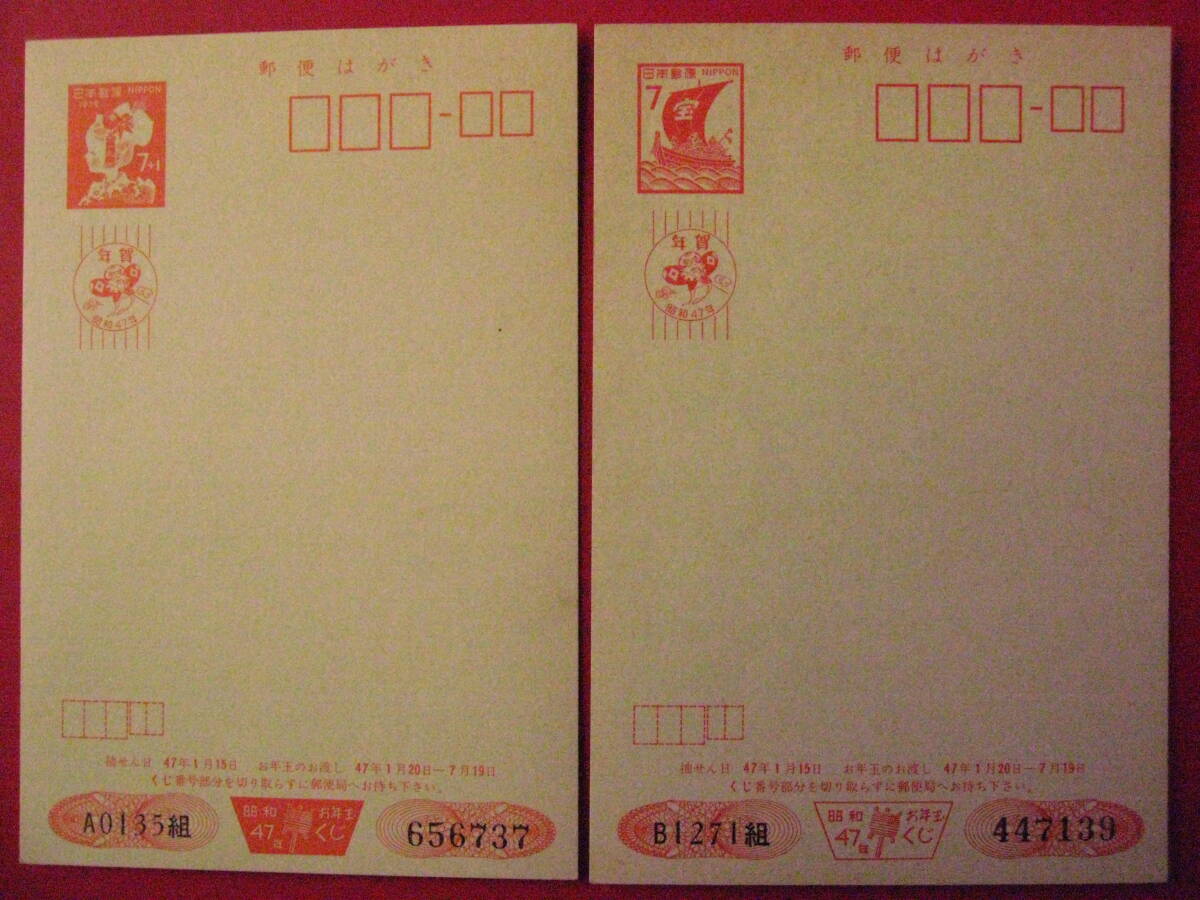 郵便はがき
日本郵便 NIPPON
1972
7+1
年賀
昭和47年
抽せん日 47年1月15日 お年玉のお渡し 47年1月20日—7月19日
くじ番号部分を切り取らずに郵便局へお持ち下さい。
A0135組
昭和47年 お年玉くじ
656737
郵便はがき
日本郵便 NIPPON
7
宝
年賀
昭和47年
抽せん日 47年1月15日 お年玉のお渡し 47年1月20日—7月19日
くじ番号部分を切り取らずに郵便局へお持ち下さい。
B1271組
昭和47年 お年玉くじ
447139